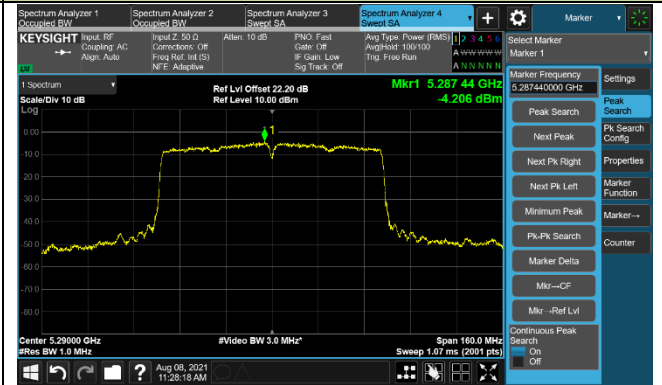 Spectrum Analyzer 1
Occupied BW
Spectrum Analyzer 2
Occupied BW
Spectrum Analyzer 3
Swept SA
Spectrum Analyzer 4
Swept SA
+
Marker
KEYSIGHT
Input: RF
Coupling: AC
Align: Auto
Input Z: 50 Ω
Corrections: Off
Freq Ref: Int (S)
NFE: Adaptive
Atten: 10 dB
PNO: Fast
Gate: Off
IF Gain: Low
Sig Track: Off
Avg Type: Power (RMS)
Avg|Hold: 100/100
Trig: Free Run
1 2 3 4 5 6
A W W W W W
A N N N N N
LV
Select Marker
Marker 1
1 Spectrum
Scale/Div 10 dB
Log
Ref Lvl Offset 22.20 dB
Ref Level 10.00 dBm
Mkr1 5.287 44 GHz
-4.206 dBm
0.00
-10.0
-20.0
-30.0
-40.0
-50.0
-60.0
-70.0
-80.0
1
Center 5.29000 GHz
#Res BW 1.0 MHz
#Video BW 3.0 MHz*
Span 160.0 MHz
Sweep 1.07 ms (2001 pts)
Marker Frequency
5.287440000 GHz
Peak Search
Next Peak
Next Pk Right
Next Pk Left
Minimum Peak
Pk-Pk Search
Marker Delta
Mkr→CF
Mkr→Ref Lvl
Continuous Peak
Search
On
Off
Settings
Peak
Search
Pk Search
Config
Properties
Marker
Function
Marker→
Counter
?
Aug 08, 2021
11:28:18 AM